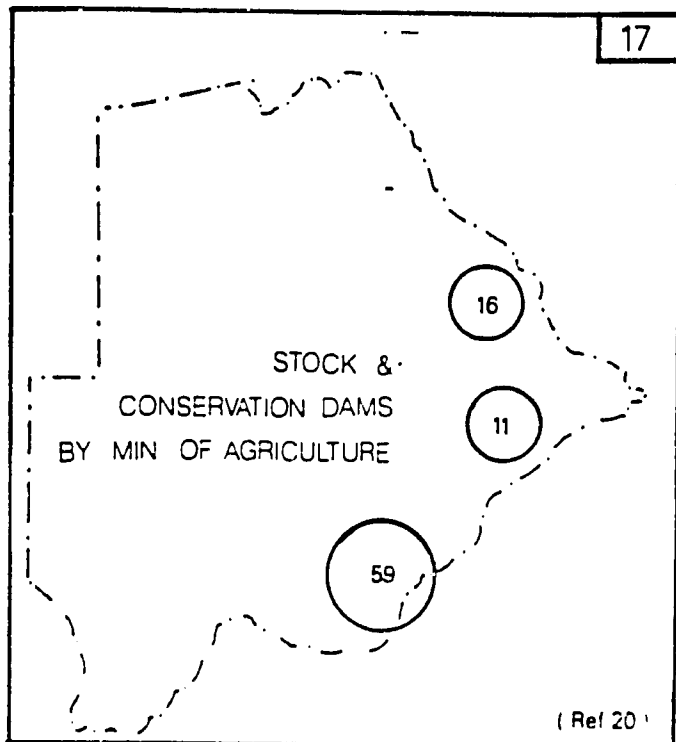 17
16
STOCK &
CONSERVATION DAMS
11
BY MIN OF AGRICULTURE
59
( Ref 20 )